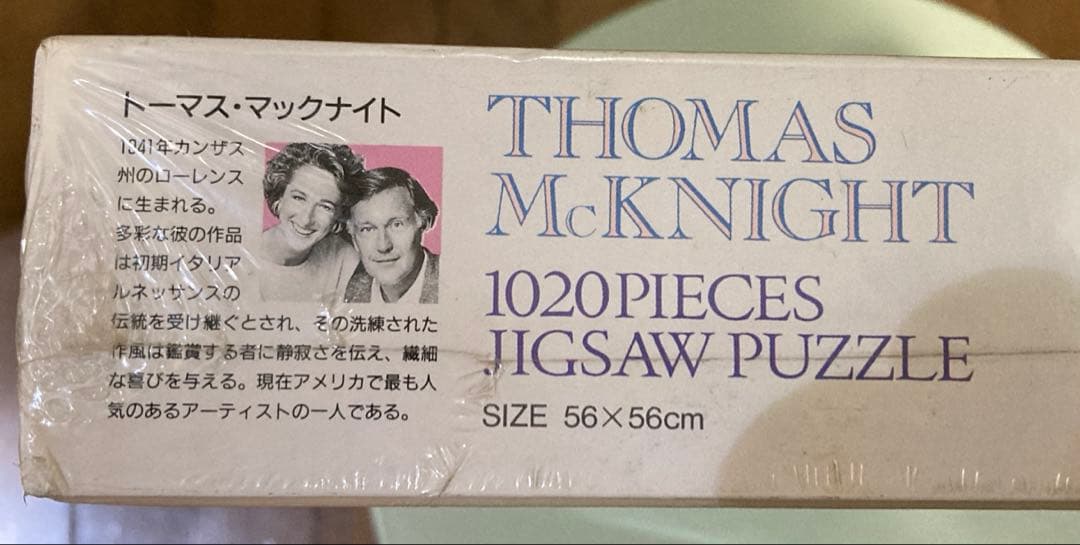 トーマス・マックナイト
1941年カンザス
州のローレンス
に生まれる。
多彩な彼の作品
は初期イタリア
ルネッサンスの
伝統を受け継ぐとされ、その洗練された
作風は鑑賞する者に静寂さを伝え、繊細
な喜びを与える。現在アメリカで最も人
気のあるアーティストの一人である。
THOMAS
McKNIGHT
1020PIECES
JIGSAW PUZZLE
SIZE 56×56cm